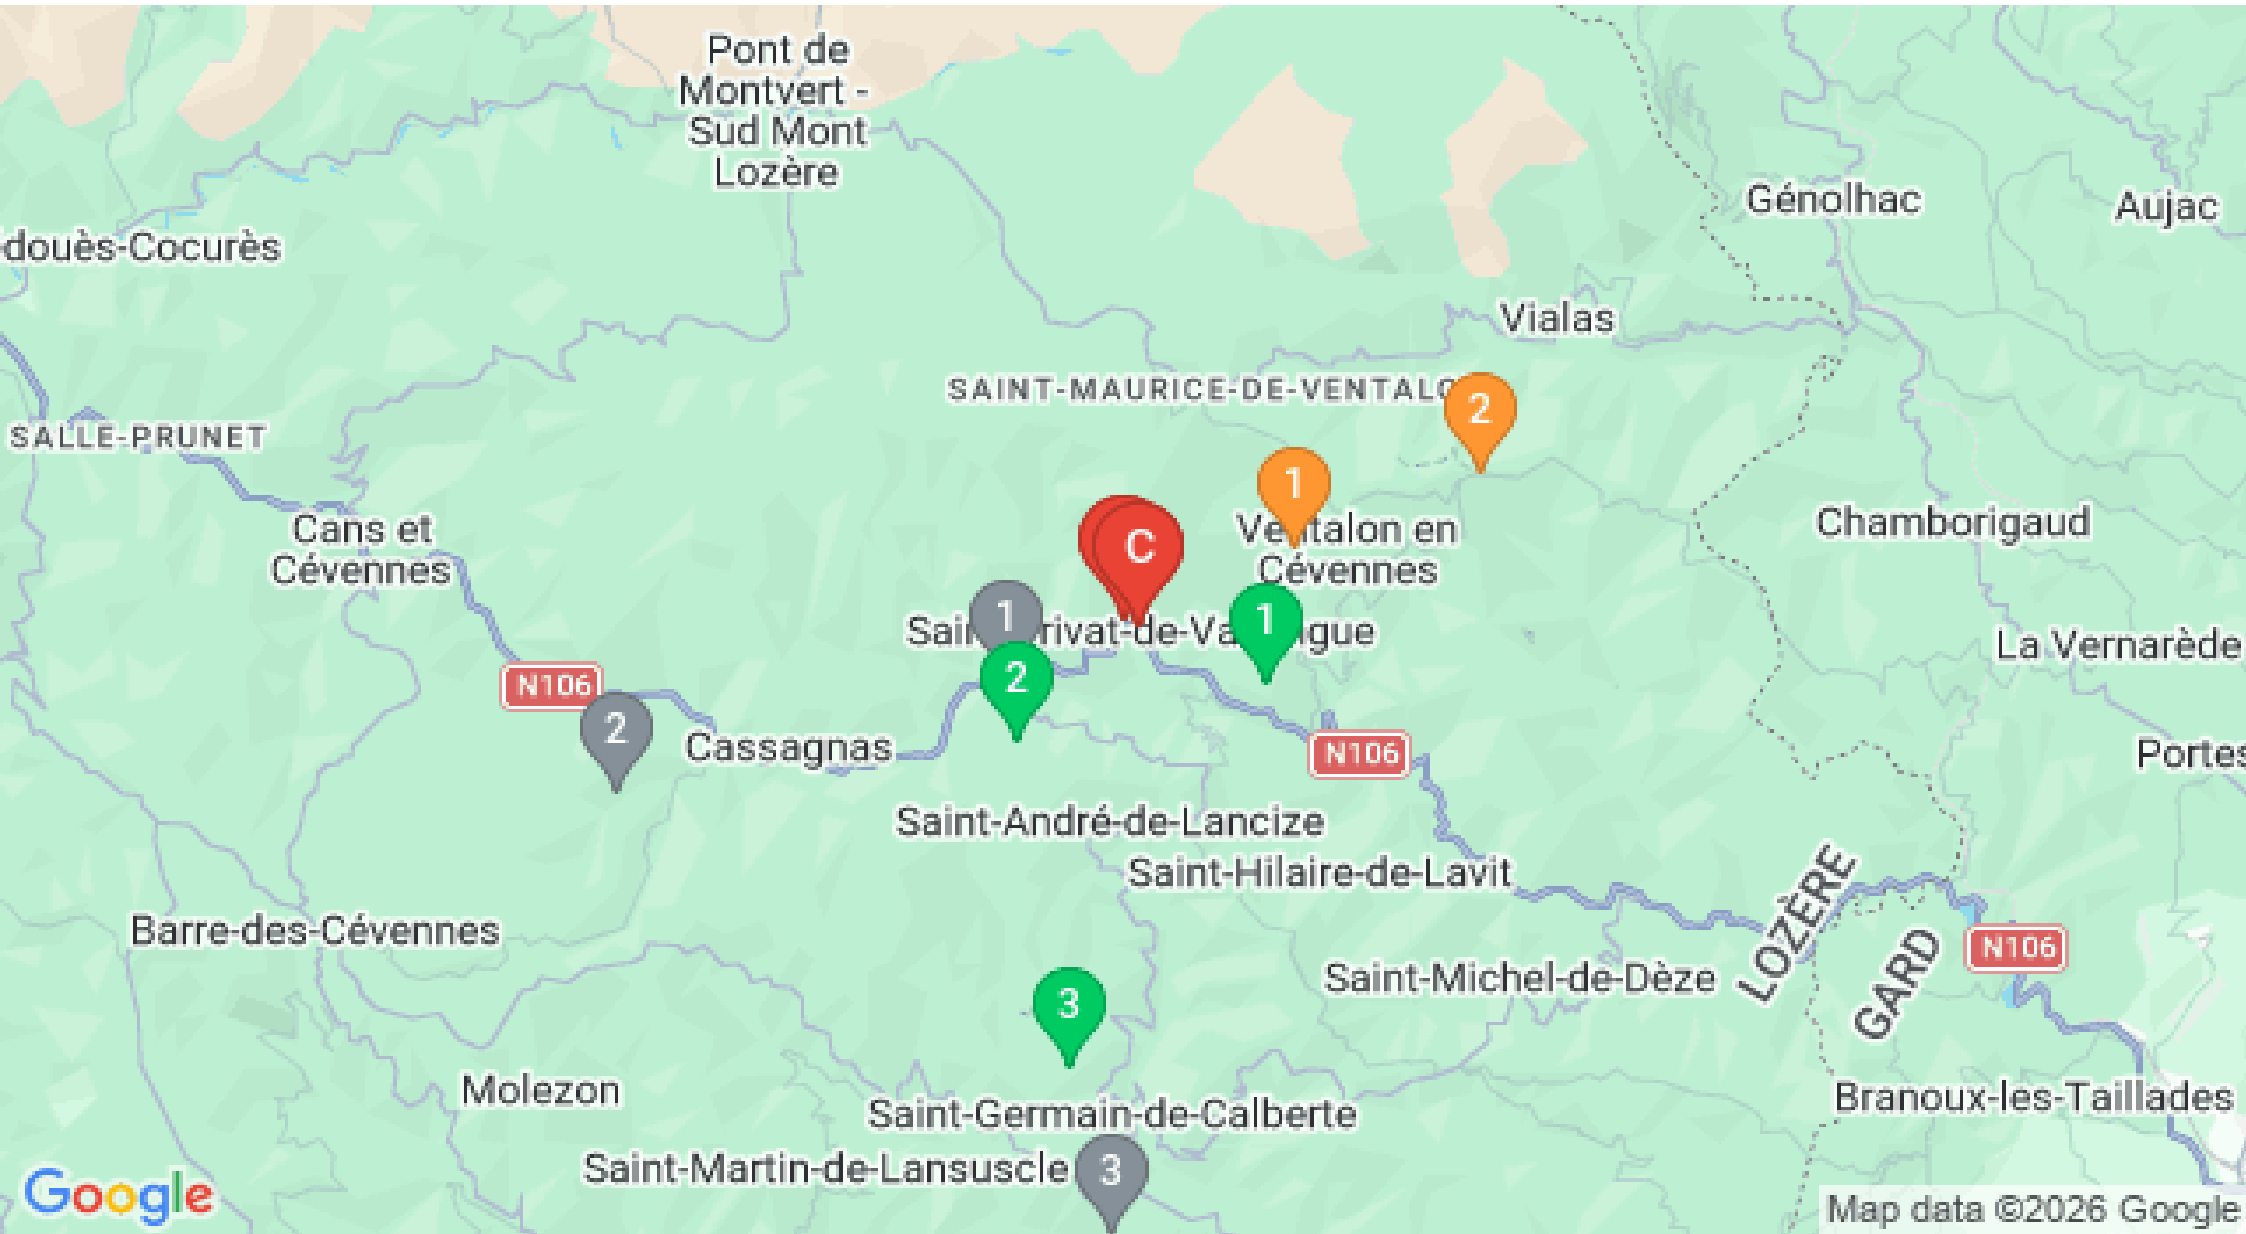 Pont de
Montvert -
Sud Mont
Lozère
Génolhac
Aujac
douès-Cocurès
Vialas
SAINT-MAURICE-DE-VENTALO
2
SALLE-PRUNET
1
Cans et
Cévennes
C
Ventalon en
Cévennes
Chamborigaud
1
1
La Vernarède
N106
2
2
Cassagnas
N106
Portes
Saint-André-de-Lancize
Saint-Hilaire-de-Lavit
LOZÈRE
GARD
Barre-des-Cévennes
N106
Saint-Michel-de-Dèze
3
Molezon
Saint-Germain-de-Calberte
Branoux-les-Taillades
Saint-Martin-de-Lansuscle
3
Google
Map data ©2026 Google